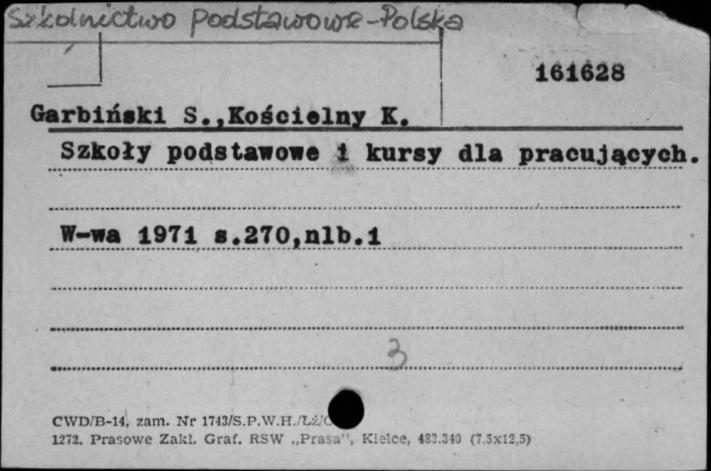 Szkolnictwo podstawowe-Polska
161628
Garbiński S.,Kościelny K.
Szkoły podstawowe i kursy dla pracujących.
W-wa 1971 s.270,nlb.1
3
CWD/B-14, zam. Nr 1743/S.P.W.H./Łź/
1272. Prasowe Zakł. Graf. RSW „Prasa", Kielce, 483.340 (7,5x12,5)